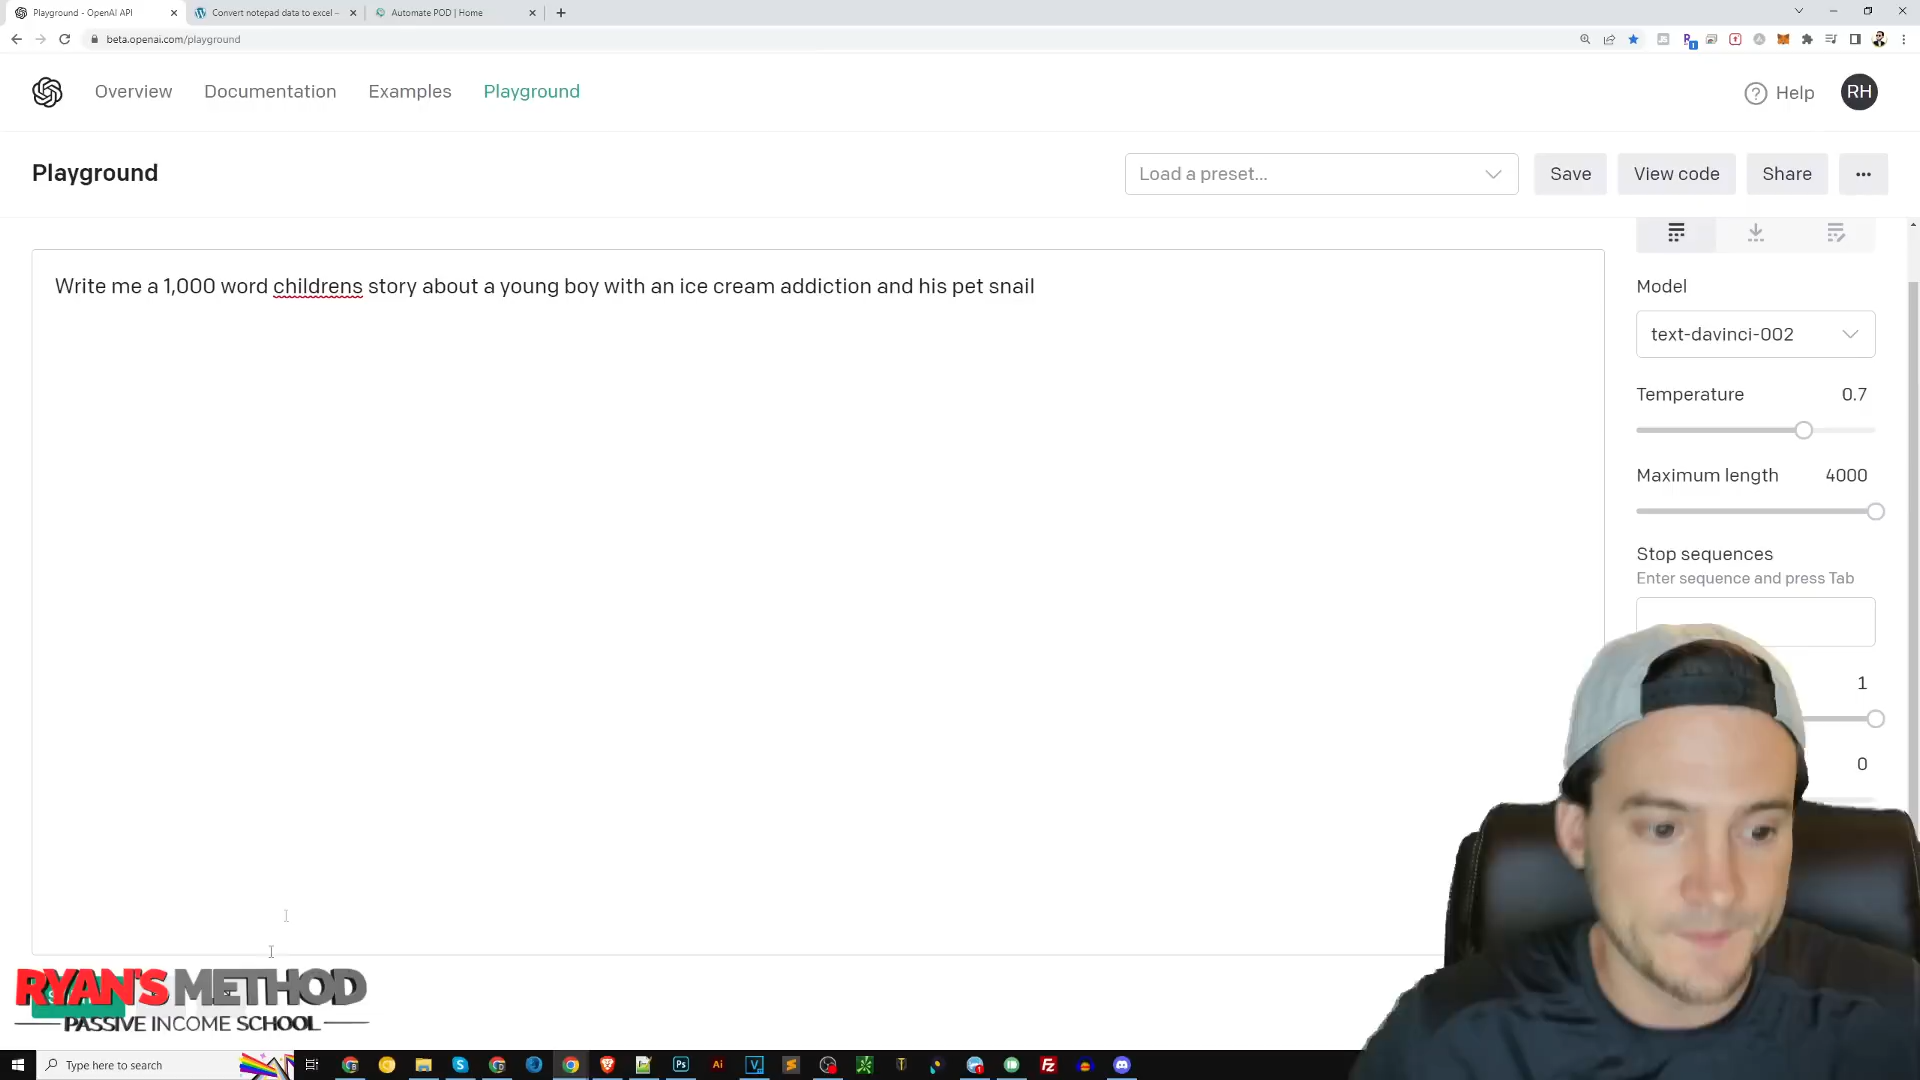 Playground - OpenAI API
Convert notepad data to excel –
Automate POD | Home
beta.openai.com/playground
Overview
Documentation
Examples
Playground
Help
RH
Playground
Load a preset...
Save
View code
Share
Write me a 1,000 word childrens story about a young boy with an ice cream addiction and his pet snail
Model
text-davinci-002
Temperature
0.7
Maximum length
4000
Stop sequences
Enter sequence and press Tab
1
0
RYAN'S METHOD
PASSIVE INCOME SCHOOL
Type here to search